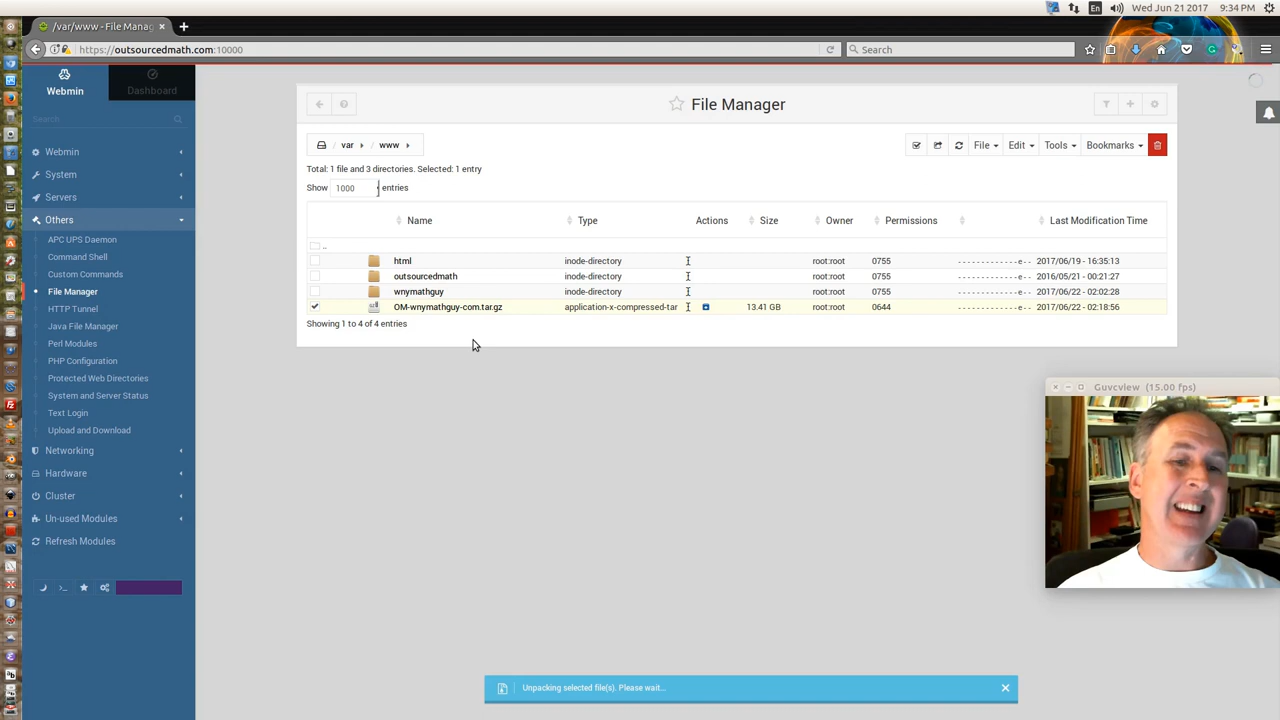 En
Wed Jun 21 2017 9:34 PM
/var/www - File Manag
https://outsourcedmath.com:10000
Search
Webmin
Dashboard
Search
Webmin
System
Servers
Others
APC UPS Daemon
Command Shell
Custom Commands
File Manager
HTTP Tunnel
Java File Manager
Perl Modules
PHP Configuration
Protected Web Directories
System and Server Status
Text Login
Upload and Download
Networking
Hardware
Cluster
Un-used Modules
Refresh Modules
File Manager
var www
File Edit Tools Bookmarks
Total: 1 file and 3 directories. Selected: 1 entry
Show 1000 entries
Name Type Actions Size Owner Permissions Last Modification Time
..
html inode-directory root:root 0755 -------------e-- 2017/06/19 - 16:35:13
outsourcedmath inode-directory root:root 0755 -------------e-- 2016/05/21 - 00:21:27
wnymathguy inode-directory root:root 0755 -------------e-- 2017/06/22 - 02:02:28
OM-wnymathguy-com.tar.gz application-x-compressed-tar 13.41 GB root:root 0644 -------------e-- 2017/06/22 - 02:18:56
Showing 1 to 4 of 4 entries
Guvcview (15.00 fps)
Unpacking selected file(s). Please wait...